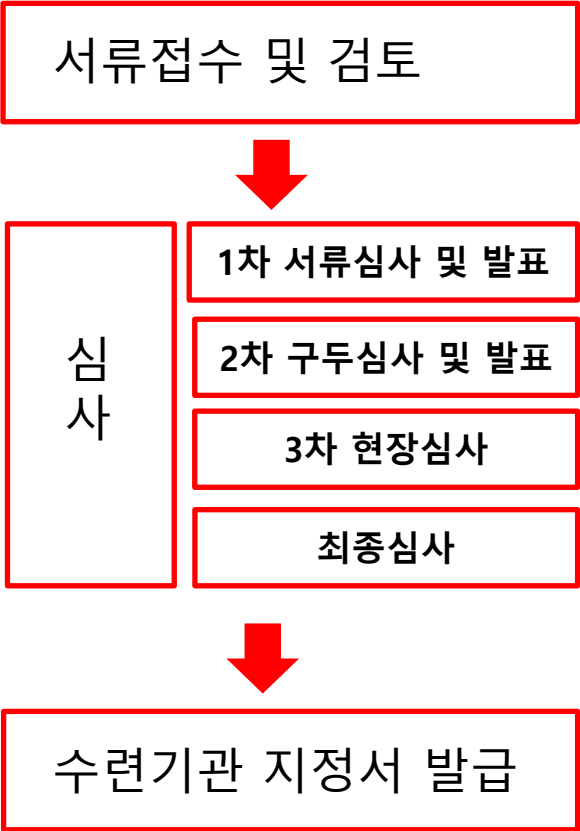 서류접수 및 검토
심
사
1차 서류심사 및 발표
2차 구두심사 및 발표
3차 현장심사
최종심사
수련기관 지정서 발급